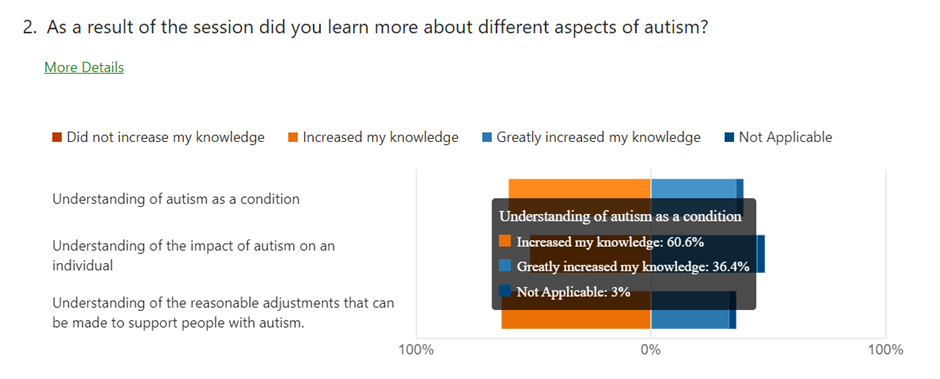 2. As a result of the session did you learn more about different aspects of autism?
More Details
Did not increase my knowledge Increased my knowledge Greatly increased my knowledge Not Applicable
Understanding of autism as a condition
Understanding of the impact of autism on an
individual
Understanding of the reasonable adjustments that can
be made to support people with autism.
Understanding of autism as a condition
Increased my knowledge: 60.6%
Greatly increased my knowledge: 36.4%
Not Applicable: 3%
100% 0% 100%